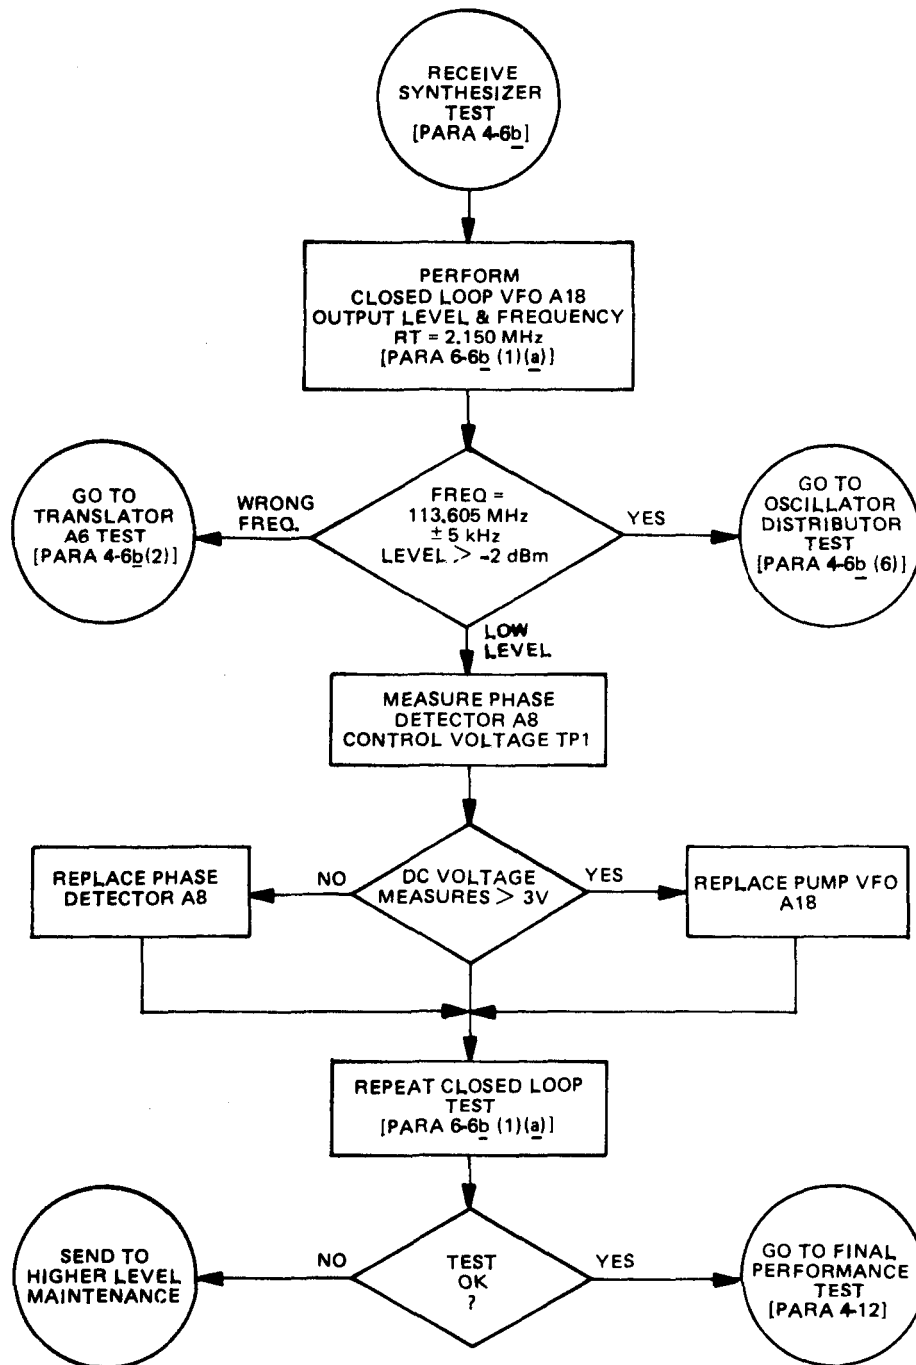 RECEIVE
SYNTHESIZER
TEST
[PARA 4-6b]
PERFORM
CLOSED LOOP VFO A18
OUTPUT LEVEL & FREQUENCY
RT = 2.150 MHz
[PARA 6-6b (1)(a)]
GO TO
TRANSLATOR
A6 TEST
[PARA 4-6b(2)]
WRONG
FREQ.
FREQ =
113.605 MHz
± 5 kHz
LEVEL > -2 dBm
YES
GO TO
OSCILLATOR
DISTRIBUTOR
TEST
[PARA 4-6b (6)]
LOW
LEVEL
MEASURE PHASE
DETECTOR A8
CONTROL VOLTAGE TP1
REPLACE PHASE
DETECTOR A8
NO
DC VOLTAGE
MEASURES > 3V
YES
REPLACE PUMP VFO
A18
REPEAT CLOSED LOOP
TEST
[PARA 6-6b (1)(a)]
SEND TO
HIGHER LEVEL
MAINTENANCE
NO
TEST
OK
?
YES
GO TO FINAL
PERFORMANCE
TEST
[PARA 4-12]